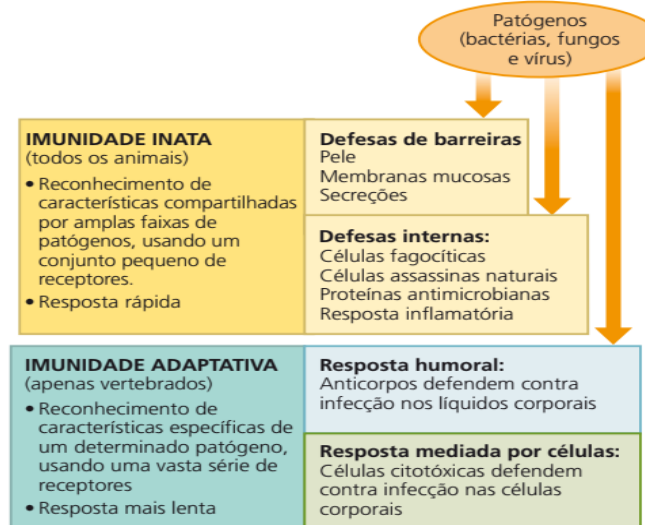 Patógenos
(bactérias, fungos
e vírus)
IMUNIDADE INATA
(todos os animais)
• Reconhecimento de
características compartilhadas
por amplas faixas de
patógenos, usando um
conjunto pequeno de
receptores.
• Resposta rápida
Defesas de barreiras
Pele
Membranas mucosas
Secreções
Defesas internas:
Células fagocíticas
Células assassinas naturais
Proteínas antimicrobianas
Resposta inflamatória
IMUNIDADE ADAPTATIVA
(apenas vertebrados)
• Reconhecimento de
características específicas de
um determinado patógeno,
usando uma vasta série de
receptores
• Resposta mais lenta
Resposta humoral:
Anticorpos defendem contra
infecção nos líquidos corporais
Resposta mediada por células:
Células citotóxicas defendem
contra infecção nas células
corporais